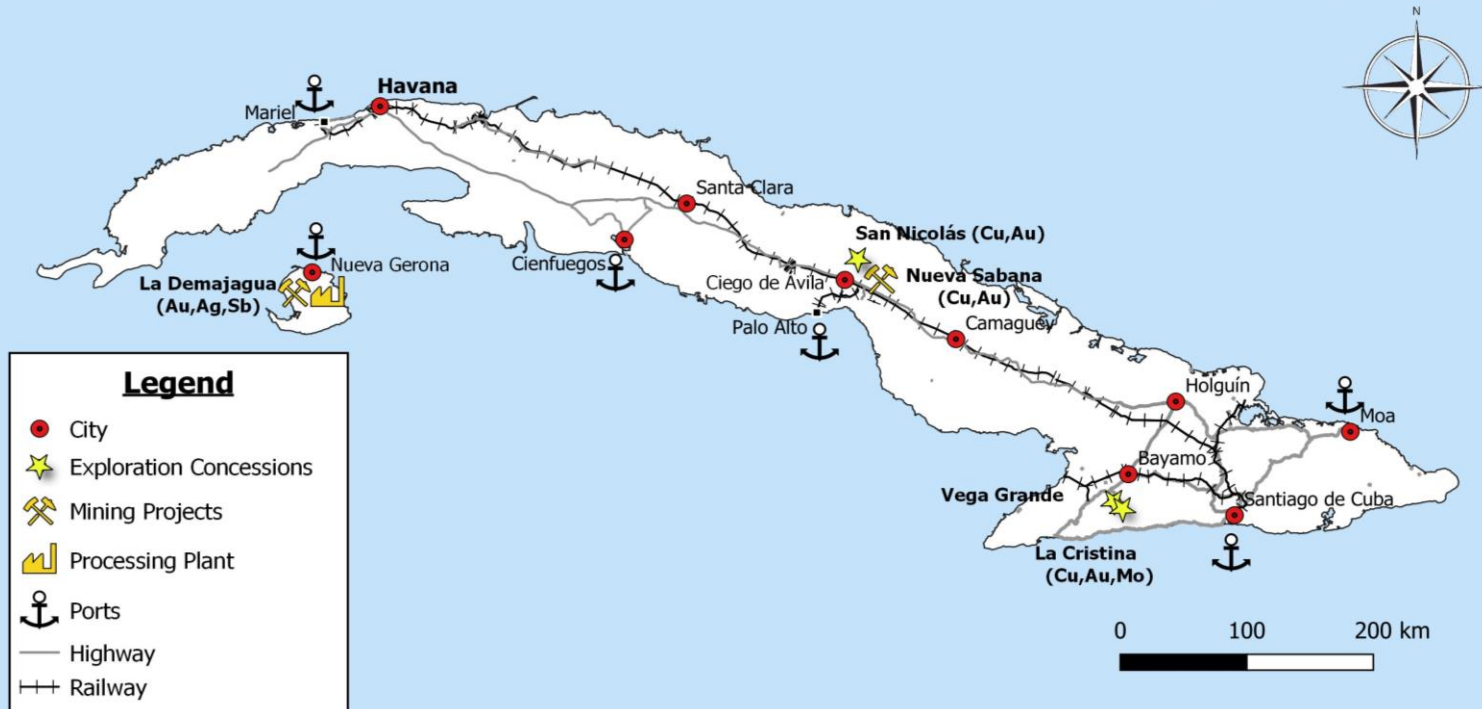 N
Havana
Mariel
Santa Clara
San Nicolás (Cu,Au)
Nueva Gerona
Cienfuegos
Ciego de Ávila
Nueva Sabana
(Cu,Au)
La Demajagua
(Au,Ag,Sb)
Palo Alto
Camaguey
Holguín
Moa
Bayamo
Vega Grande
Santiago de Cuba
La Cristina
(Cu,Au,Mo)
Legend
City
Exploration Concessions
Mining Projects
Processing Plant
Ports
Highway
Railway
0 100 200 km